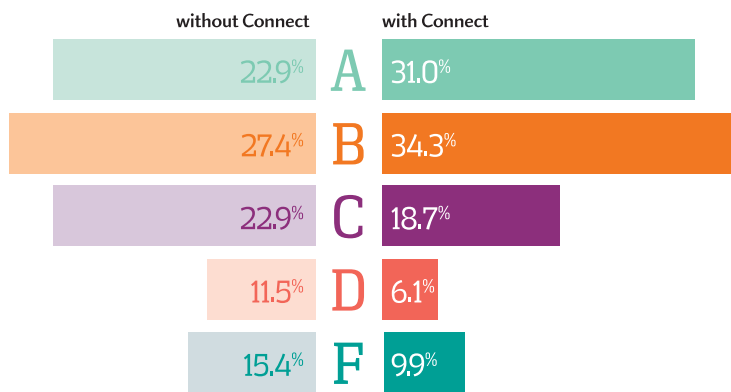 without Connect with Connect
22.9% A 31.0%
27.4% B 34.3%
22.9% C 18.7%
11.5% D 6.1%
15.4% F 9.9%